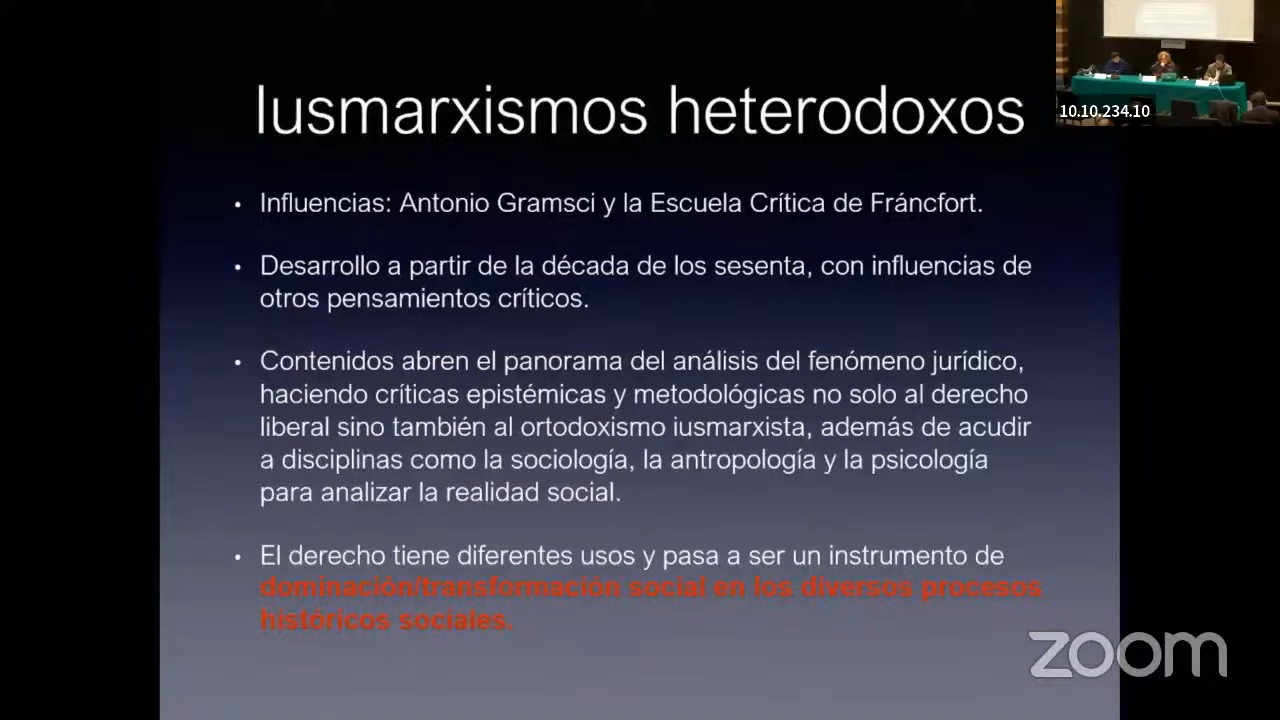 Iusmarxismos heterodoxos
10.10.234.10
• Influencias: Antonio Gramsci y la Escuela Crítica de Fráncfort.
• Desarrollo a partir de la década de los sesenta, con influencias de
otros pensamientos críticos.
• Contenidos abren el panorama del análisis del fenómeno jurídico,
haciendo críticas epistémicas y metodológicas no solo al derecho
liberal sino también al ortodoxismo iusmarxista, además de acudir
a disciplinas como la sociología, la antropología y la psicología
para analizar la realidad social.
• El derecho tiene diferentes usos y pasa a ser un instrumento de
dominación/transformación social en los diversos procesos
históricos sociales.
zoom